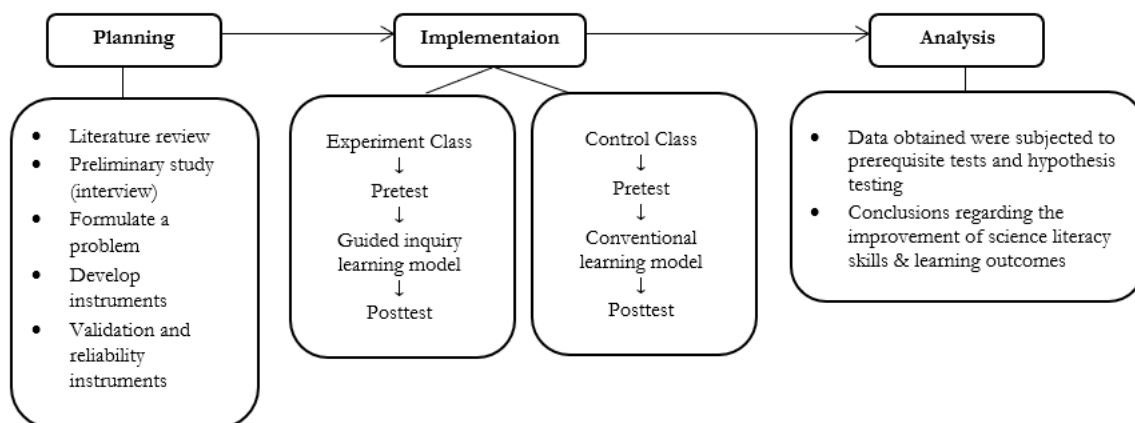 Planning
Implementaion
Analysis
• Literature review
• Preliminary study
(interview)
• Formulate a
problem
• Develop
instruments
• Validation and
reliability
instruments
Experiment Class
↓
Pretest
↓
Guided inquiry
learning model
↓
Posttest
Control Class
↓
Pretest
↓
Conventional
learning model
↓
Posttest
• Data obtained were subjected to
prerequisite tests and hypothesis
testing
• Conclusions regarding the
improvement of science literacy
skills & learning outcomes